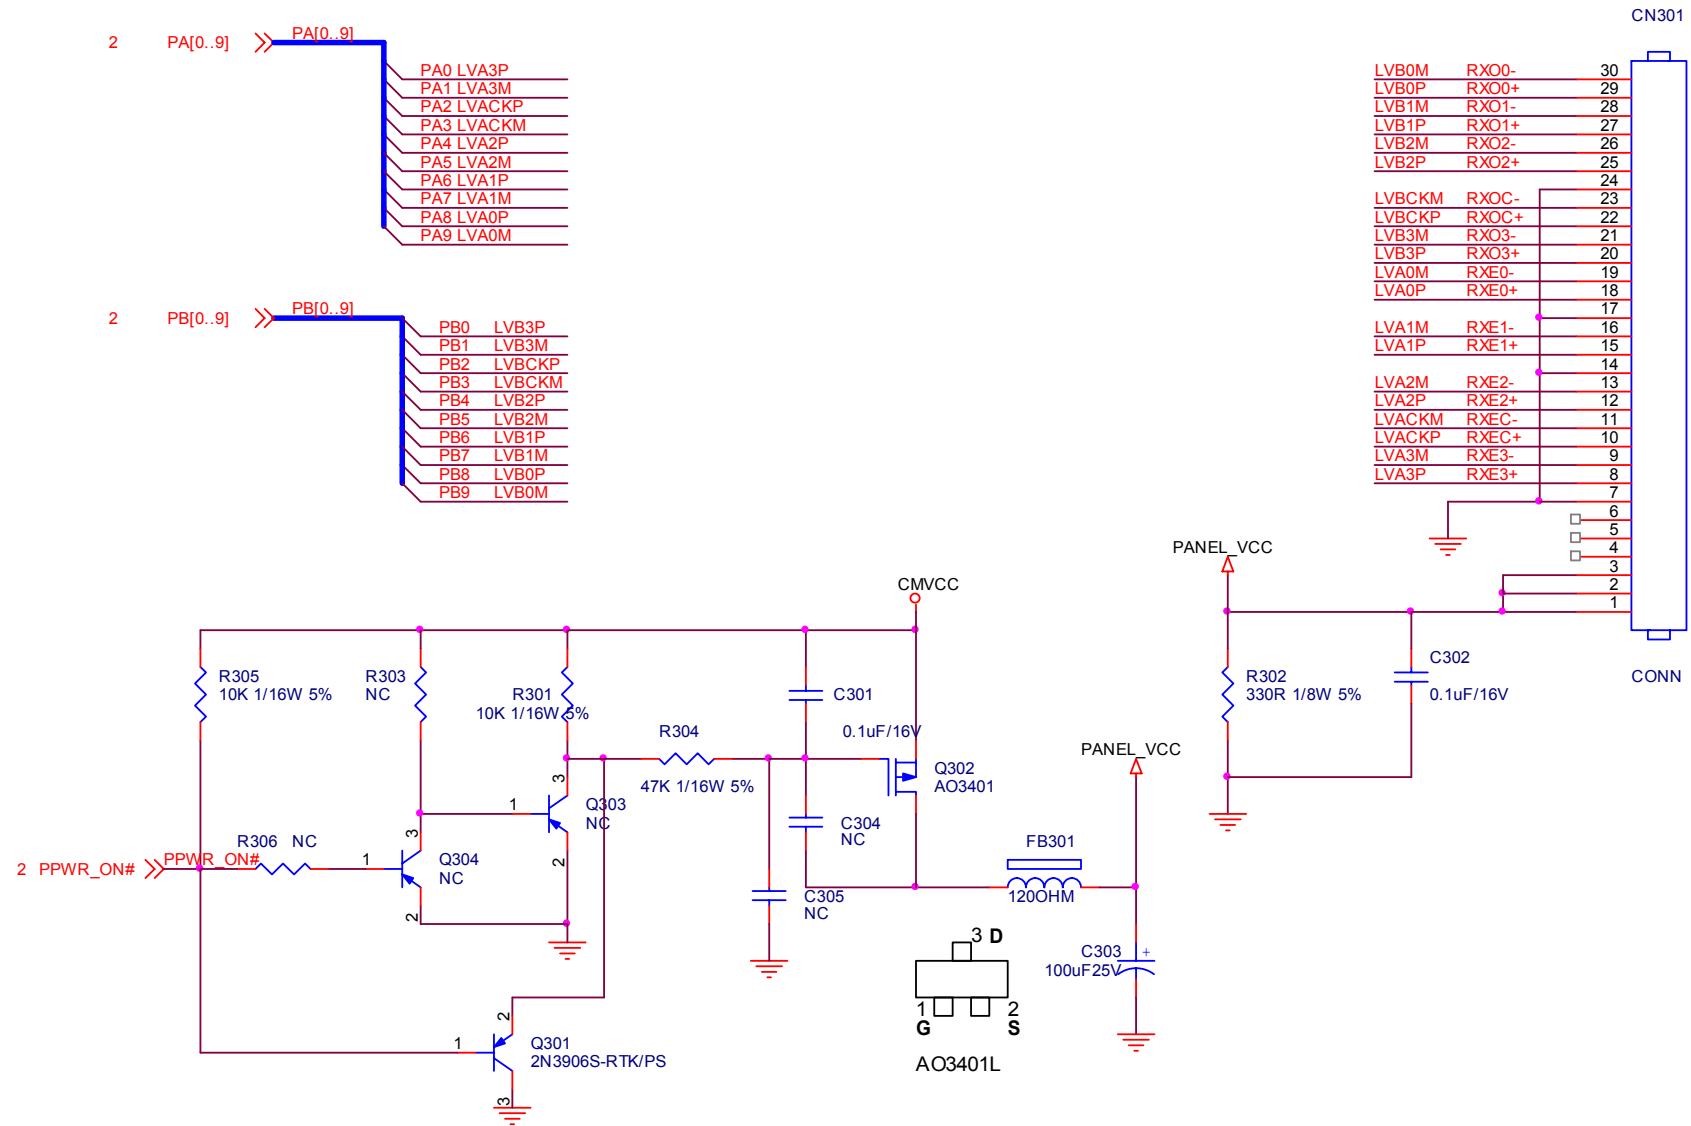 CN301
2 PA[0..9] PA[0..9]
PA0 LVA3P
PA1 LVA3M
PA2 LVACKP
PA3 LVACKM
PA4 LVA2P
PA5 LVA2M
PA6 LVA1P
PA7 LVA1M
PA8 LVA0P
PA9 LVA0M
2 PB[0..9] PB[0..9]
PB0 LVB3P
PB1 LVB3M
PB2 LVBCKP
PB3 LVBCKM
PB4 LVB2P
PB5 LVB2M
PB6 LVB1P
PB7 LVB1M
PB8 LVB0P
PB9 LVB0M
LVB0M RXO0- 30
LVB0P RXO0+ 29
LVB1M RXO1- 28
LVB1P RXO1+ 27
LVB2M RXO2- 26
LVB2P RXO2+ 25
24
LVBCKM RXOC- 23
LVBCKP RXOC+ 22
LVB3M RXO3- 21
LVB3P RXO3+ 20
LVA0M RXE0- 19
LVA0P RXE0+ 18
17
LVA1M RXE1- 16
LVA1P RXE1+ 15
14
LVA2M RXE2- 13
LVA2P RXE2+ 12
LVACKM RXEC- 11
LVACKP RXEC+ 10
LVA3M RXE3- 9
LVA3P RXE3+ 8
7
6
5
4
3
2
1
CONN
PANEL_VCC
R302
330R 1/8W 5%
C302
0.1uF/16V
CMVCC
R305
10K 1/16W 5%
R303
NC
R301
10K 1/16W 5%
C301
0.1uF/16V
R304
47K 1/16W 5%
Q302
AO3401
PANEL_VCC
3
1
Q303
NC
2
C304
NC
R306 NC
2 PPWR_ON# PPWR_ON#
3
1
Q304
NC
2
C305
NC
FB301
120OHM
C303
100uF25V
+
3 D
1
G
2
S
AO3401L
2
1
Q301
2N3906S-RTK/PS
3